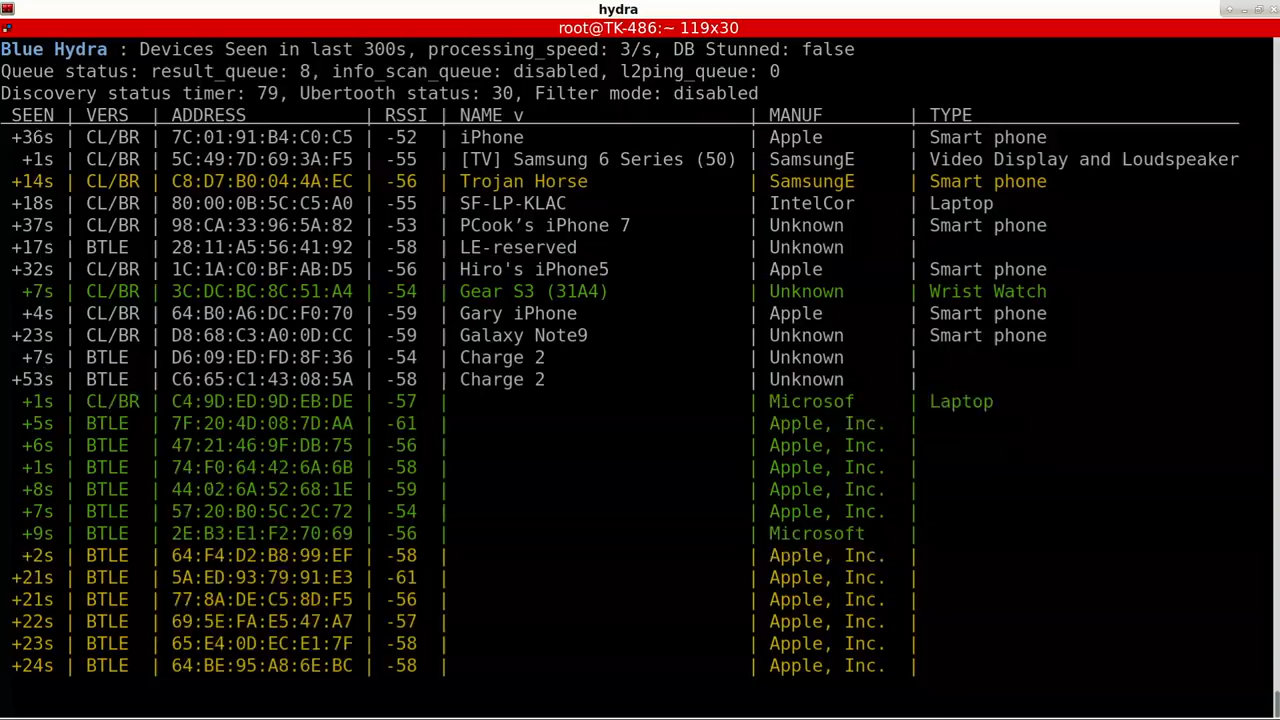 hydra
root@TK-486:~ 119x30
Blue Hydra : Devices Seen in last 300s, processing_speed: 3/s, DB Stunned: false
Queue status: result_queue: 8, info_scan_queue: disabled, l2ping_queue: 0
Discovery status timer: 79, Ubertooth status: 30, Filter mode: disabled
SEEN | VERS | ADDRESS | RSSI | NAME v | MANUF | TYPE
+36s | CL/BR | 7C:01:91:B4:C0:C5 | -52 | iPhone | Apple | Smart phone
+1s | CL/BR | 5C:49:7D:69:3A:F5 | -55 | [TV] Samsung 6 Series (50) | SamsungE | Video Display and Loudspeaker
+14s | CL/BR | C8:D7:B0:04:4A:EC | -56 | Trojan Horse | SamsungE | Smart phone
+18s | CL/BR | 80:00:0B:5C:C5:A0 | -55 | SF-LP-KLAC | IntelCor | Laptop
+37s | CL/BR | 98:CA:33:96:5A:82 | -53 | PCook’s iPhone 7 | Unknown | Smart phone
+17s | BTLE | 28:11:A5:56:41:92 | -58 | LE-reserved | Unknown |
+32s | CL/BR | 1C:1A:C0:BF:AB:D5 | -56 | Hiro's iPhone5 | Apple | Smart phone
+7s | CL/BR | 3C:DC:BC:8C:51:A4 | -54 | Gear S3 (31A4) | Unknown | Wrist Watch
+4s | CL/BR | 64:B0:A6:DC:F0:70 | -59 | Gary iPhone | Apple | Smart phone
+23s | CL/BR | D8:68:C3:A0:0D:CC | -59 | Galaxy Note9 | Unknown | Smart phone
+7s | BTLE | D6:09:ED:FD:8F:36 | -54 | Charge 2 | Unknown |
+53s | BTLE | C6:65:C1:43:08:5A | -58 | Charge 2 | Unknown |
+1s | CL/BR | C4:9D:ED:9D:EB:DE | -57 | | Microsof | Laptop
+5s | BTLE | 7F:20:4D:08:7D:AA | -61 | | Apple, Inc. |
+6s | BTLE | 47:21:46:9F:DB:75 | -56 | | Apple, Inc. |
+1s | BTLE | 74:F0:64:42:6A:6B | -58 | | Apple, Inc. |
+8s | BTLE | 44:02:6A:52:68:1E | -59 | | Apple, Inc. |
+7s | BTLE | 57:20:B0:5C:2C:72 | -54 | | Apple, Inc. |
+9s | BTLE | 2E:B3:E1:F2:70:69 | -56 | | Microsoft |
+2s | BTLE | 64:F4:D2:B8:99:EF | -58 | | Apple, Inc. |
+21s | BTLE | 5A:ED:93:79:91:E3 | -61 | | Apple, Inc. |
+21s | BTLE | 77:8A:DE:C5:8D:F5 | -56 | | Apple, Inc. |
+22s | BTLE | 69:5E:FA:E5:47:A7 | -57 | | Apple, Inc. |
+23s | BTLE | 65:E4:0D:EC:E1:7F | -58 | | Apple, Inc. |
+24s | BTLE | 64:BE:95:A8:6E:BC | -58 | | Apple, Inc. |